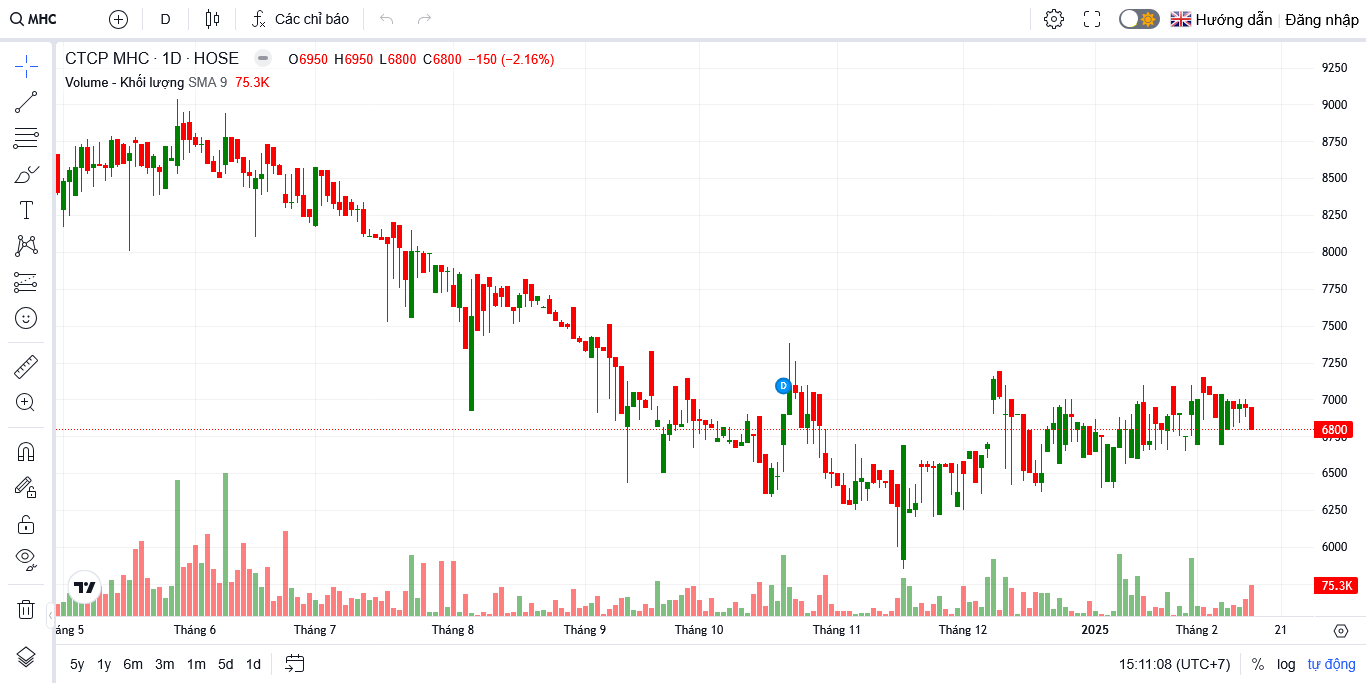 MHC D Các chỉ báo Hướng dẫn Đăng nhập
CTCP MHC · 1D · HOSE O6950 H6950 L6800 C6800 −150 (−2.16%)
Volume - Khối lượng SMA 9 75.3K
9250
9000
8750
8500
8250
8000
7750
7500
7250
D
7000
6800
6750
6500
6250
6000
75.3K
áng 5 Tháng 6 Tháng 7 Tháng 8 Tháng 9 Tháng 10 Tháng 11 Tháng 12 2025 Tháng 2 21
5y 1y 6m 3m 1m 5d 1d 15:11:08 (UTC+7) % log tự động